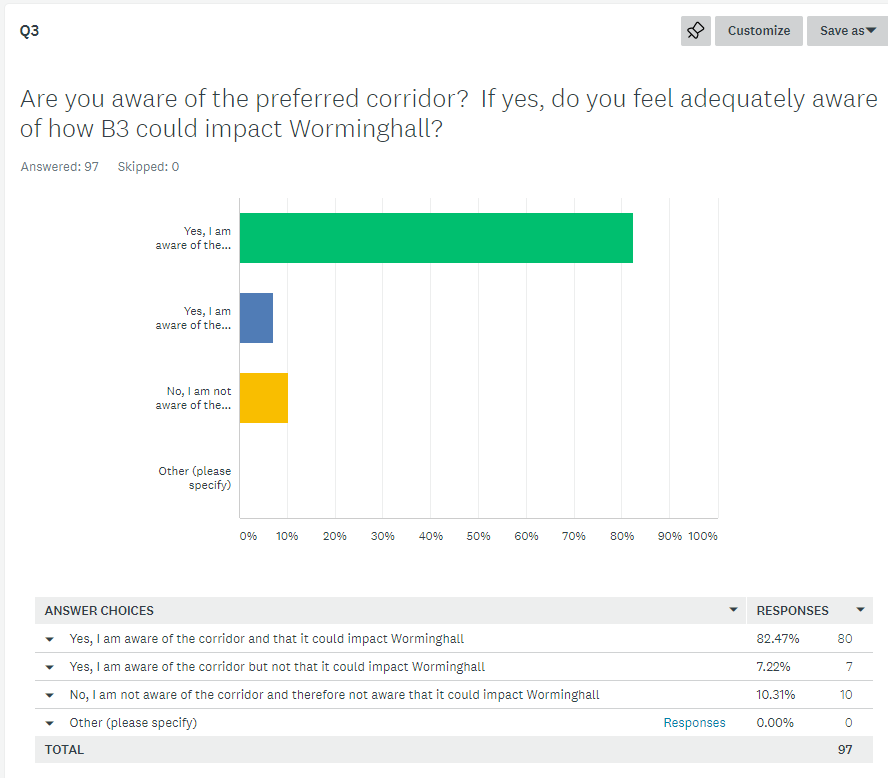 Q3
Customize
Save as
Are you aware of the preferred corridor?  If yes, do you feel adequately aware
of how B3 could impact Worminghall?
Answered: 97 Skipped: 0
Yes, I am
aware of the...
Yes, I am
aware of the...
No, I am not
aware of the...
Other (please
specify)
0% 10% 20% 30% 40% 50% 60% 70% 80% 90% 100%
ANSWER CHOICES RESPONSES
Yes, I am aware of the corridor and that it could impact Worminghall 82.47% 80
Yes, I am aware of the corridor but not that it could impact Worminghall 7.22% 7
No, I am not aware of the corridor and therefore not aware that it could impact Worminghall 10.31% 10
Other (please specify) Responses 0.00% 0
TOTAL 97